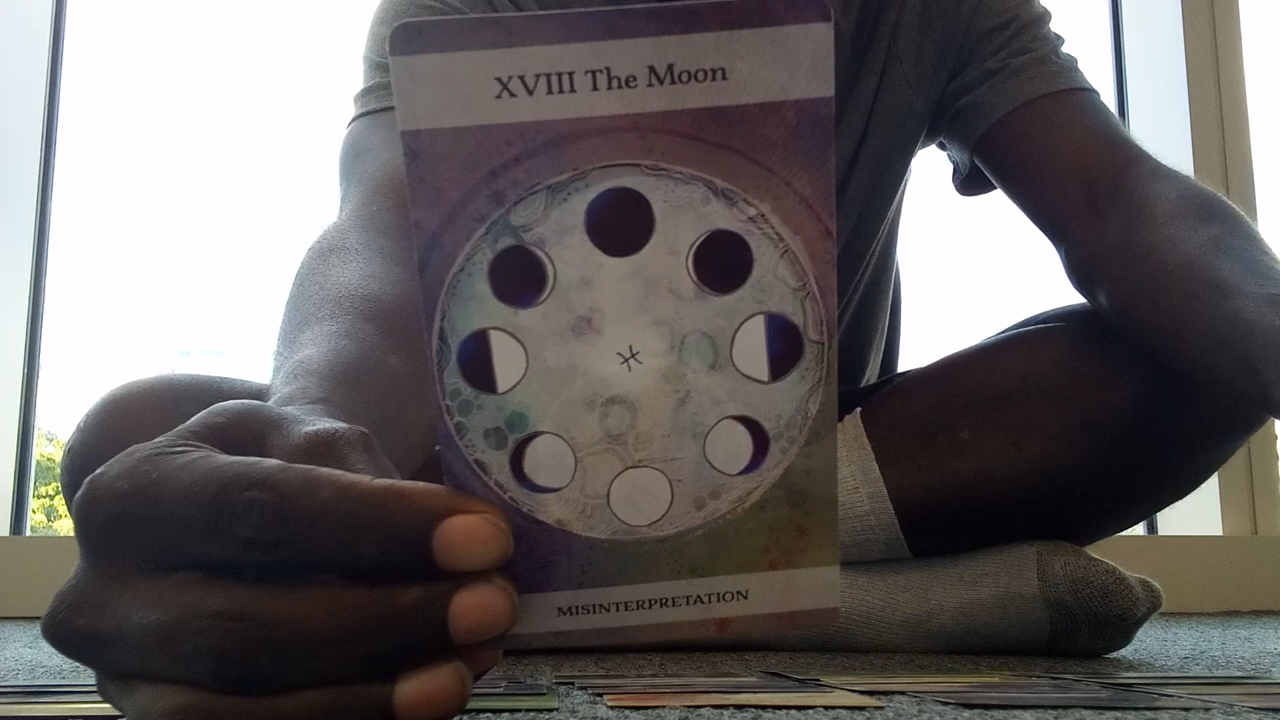 XVIII The Moon
♓
MISINTERPRETATION